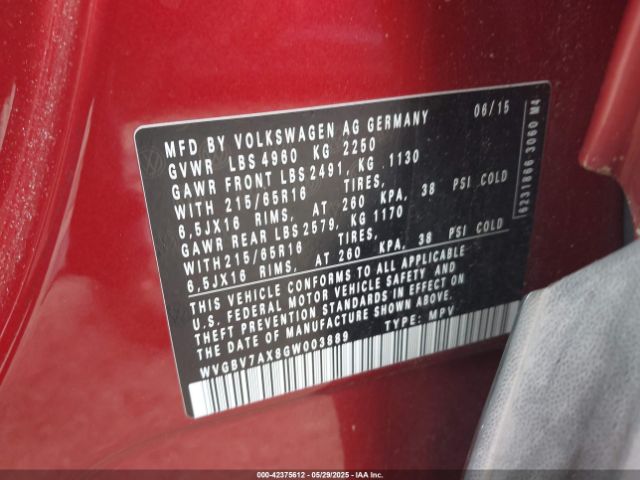 MFD BY VOLKSWAGEN AG GERMANY 06/15
GVWR LBS 4960 KG 2250
GAWR FRONT LBS 2491, KG . 1130
WITH 215/65R16 TIRES,
6,5JX16 RIMS, AT 260 KPA, 38 PSI COLD
GAWR REAR LBS 2579, KG 1170
WITH 215/65R16 TIRES,
6,5JX16 RIMS, AT 260 KPA, 38 PSI COLD
THIS VEHICLE CONFORMS TO ALL APPLICABLE
U.S. FEDERAL MOTOR VEHICLE SAFETY AND
THEFT PREVENTION STANDARDS IN EFFECT ON
THE DATE OF MANUFACTURE SHOWN ABOVE.
WVGBV7AX8GW003889 TYPE: MPV
6231866 3060 M4
000-42375612 - 05/29/2025 - IAA Inc.